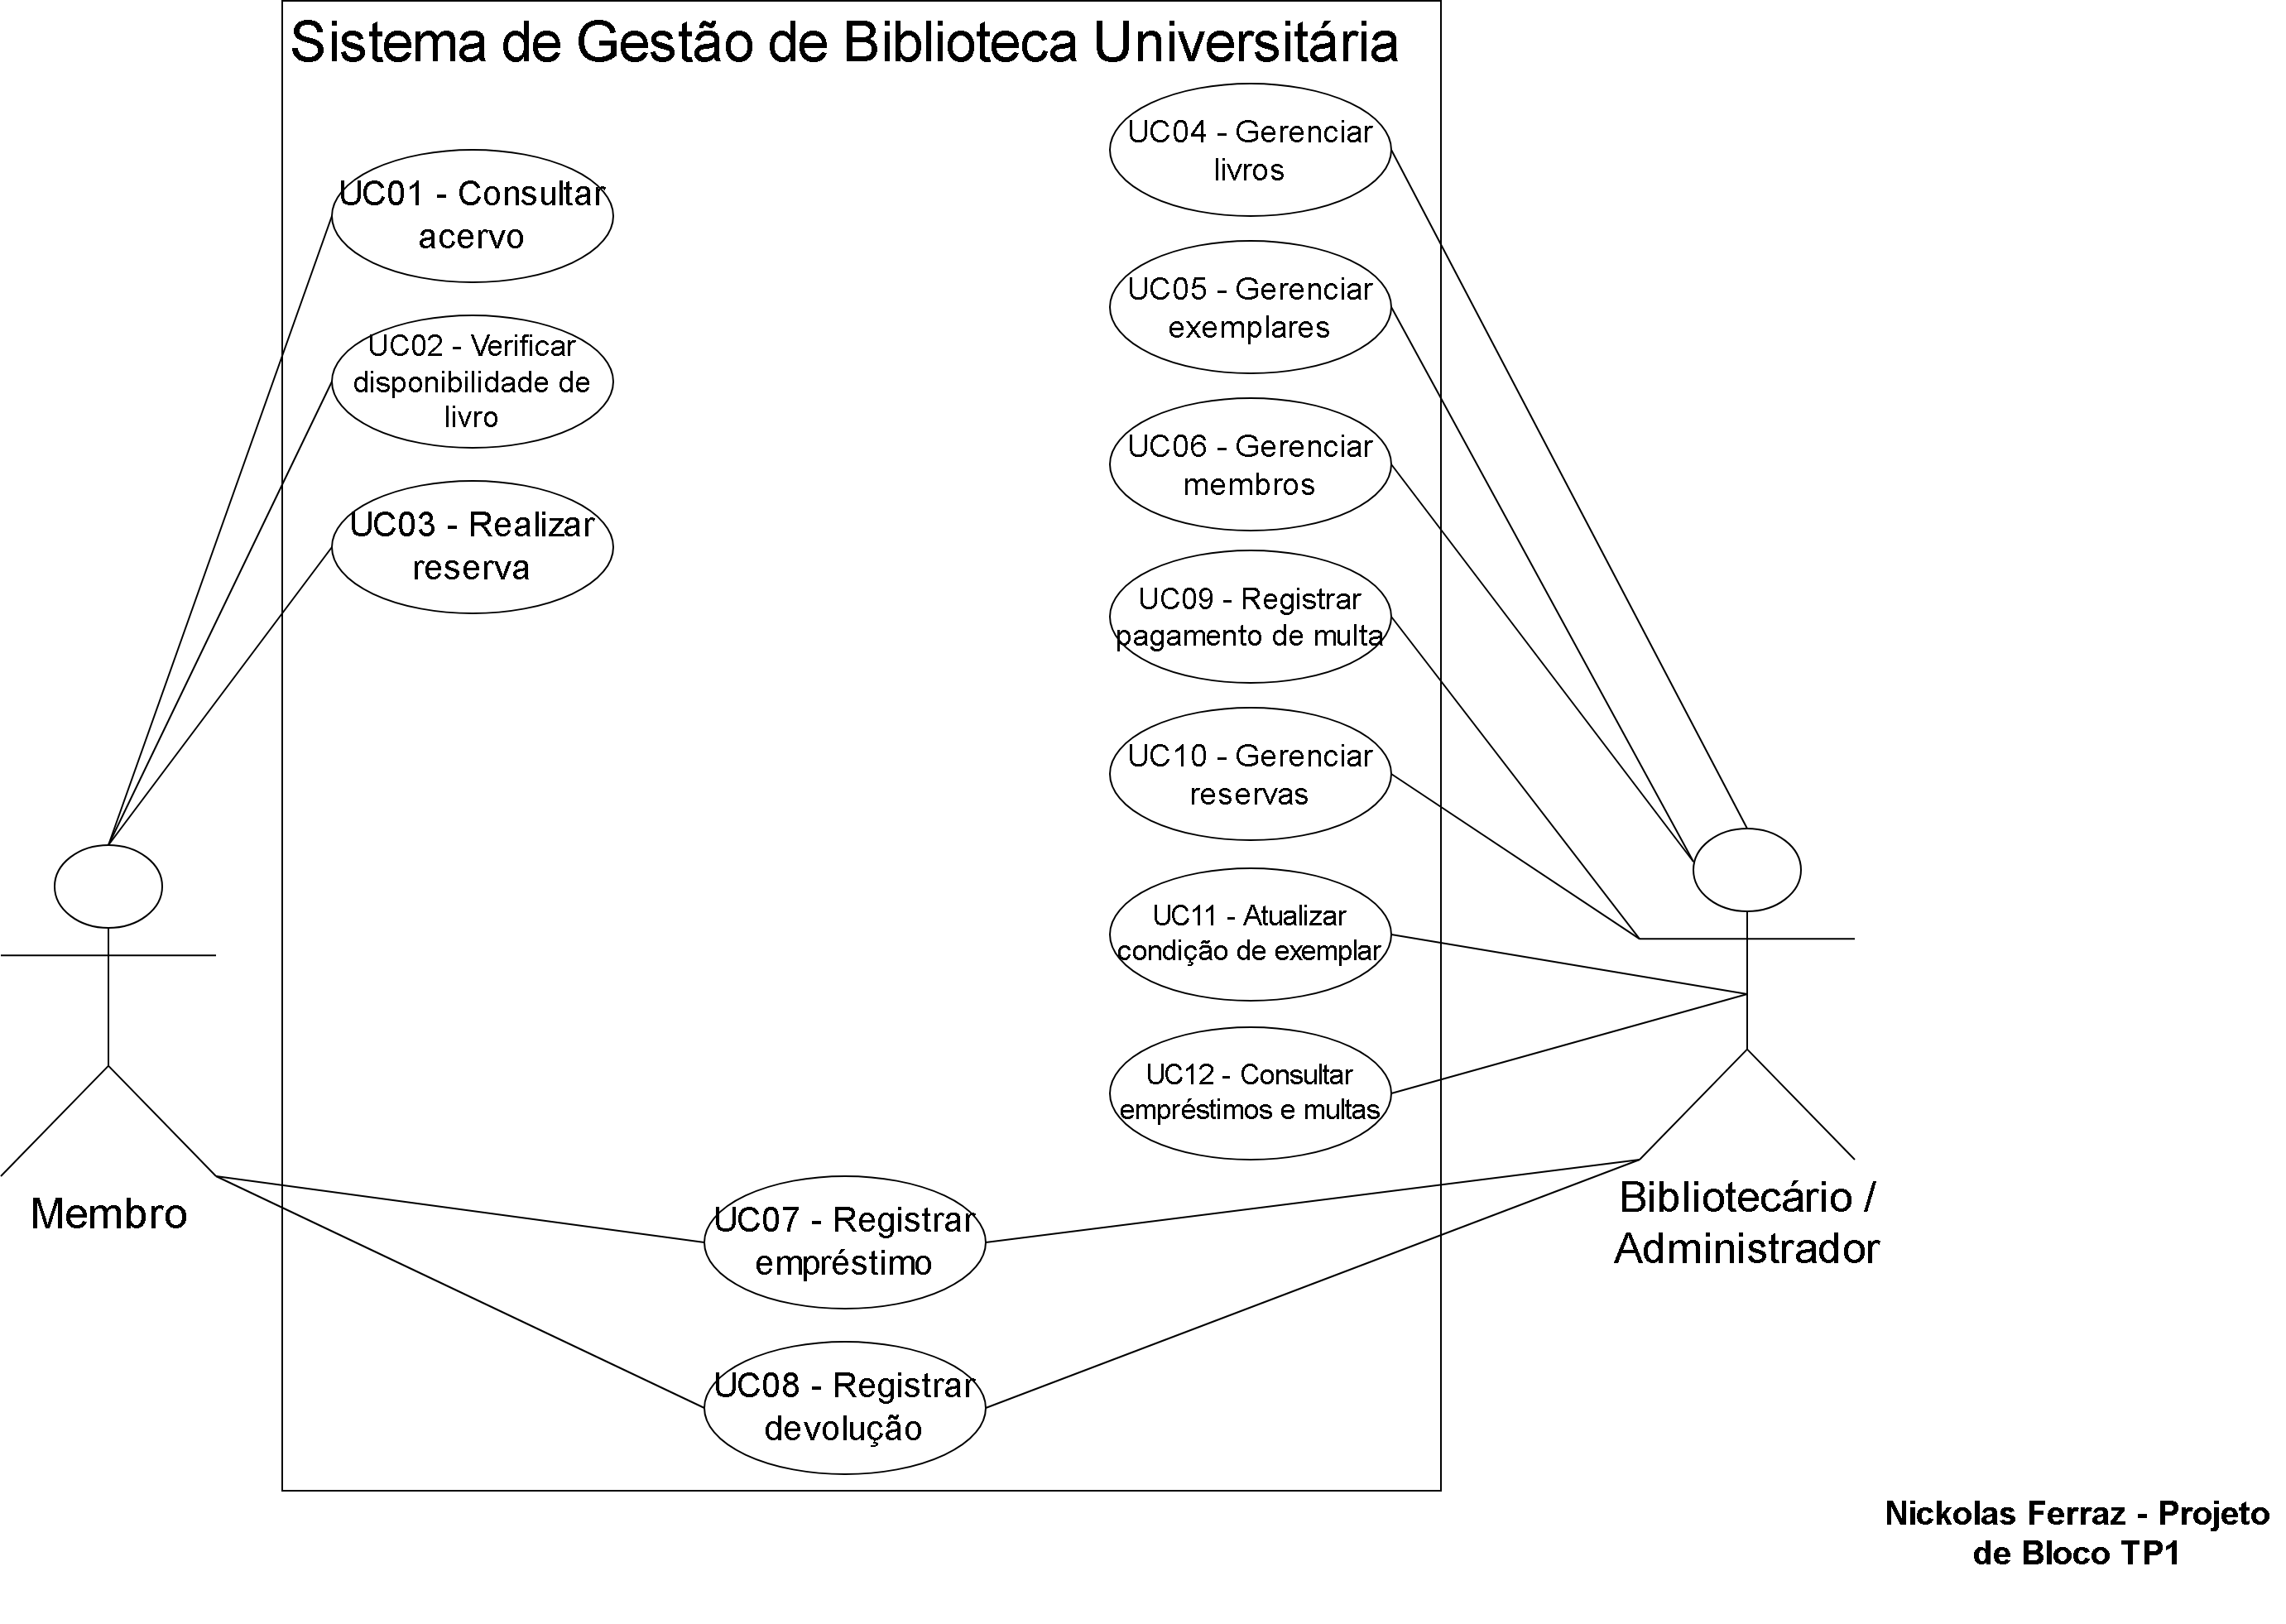 Sistema de Gestão de Biblioteca Universitária
UC01 - Consultar
acervo
UC02 - Verificar
disponibilidade de
livro
UC03 - Realizar
reserva
UC04 - Gerenciar
livros
UC05 - Gerenciar
exemplares
UC06 - Gerenciar
membros
UC09 - Registrar
pagamento de multa
UC10 - Gerenciar
reservas
UC11 - Atualizar
condição de exemplar
UC12 - Consultar
empréstimos e multas
UC07 - Registrar
empréstimo
UC08 - Registrar
devolução
Membro
Bibliotecário /
Administrador
Nickolas Ferraz - Projeto
de Bloco TP1